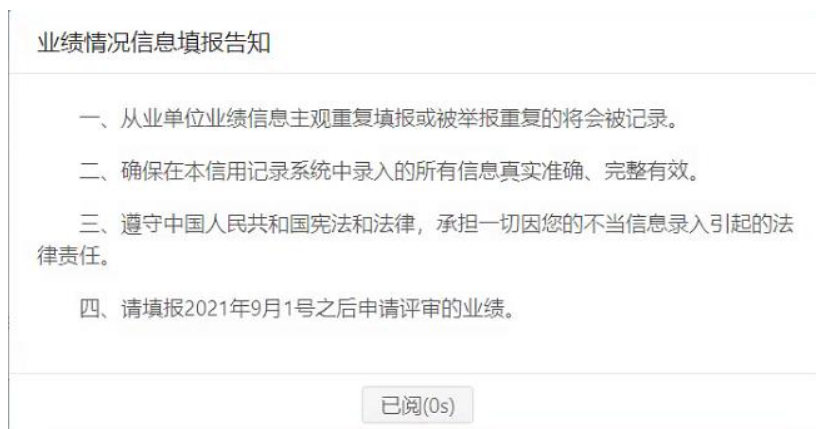 业绩情况信息填报告知
一、从业单位业绩信息主观重复填报或被举报重复的将会被记录。
二、确保在本信用记录系统中录入的所有信息真实准确、完整有效。
三、遵守中国人民共和国宪法和法律，承担一切因您的不当信息录入引起的法
律责任。
四、请填报2021年9月1号之后申请评审的业绩。
已阅(0s)